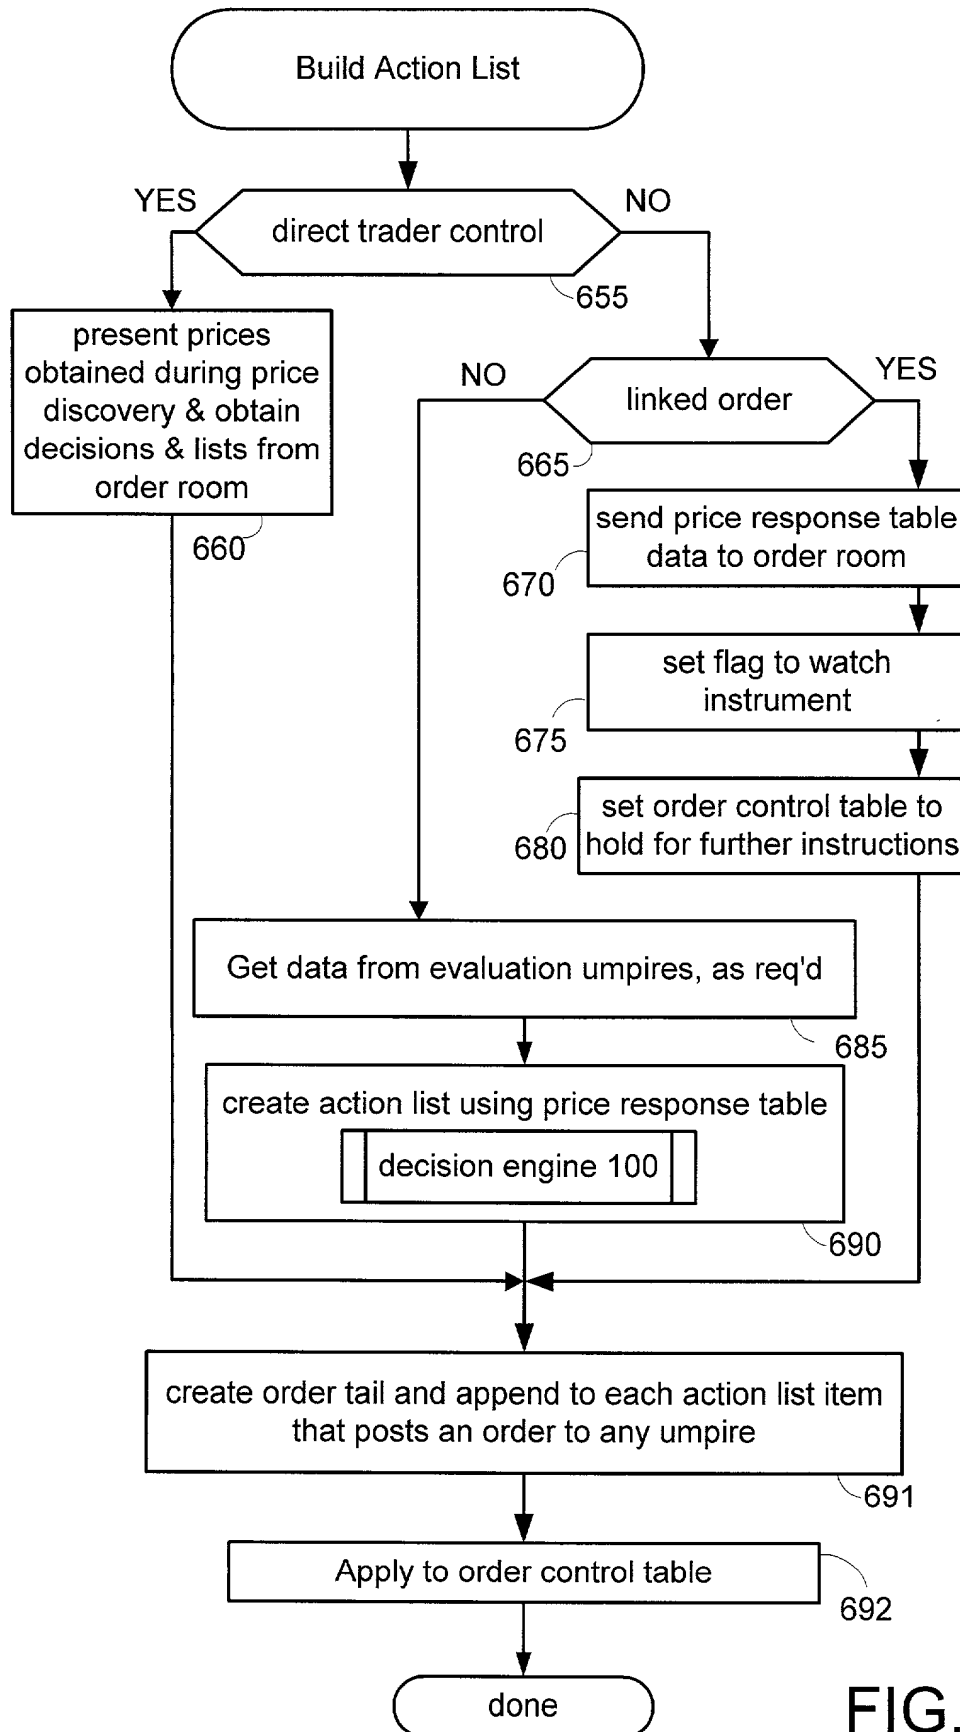 Build Action List
YES
NO
direct trader control
655
present prices
obtained during price
discovery & obtain
decisions & lists from
order room
660
NO
YES
linked order
665
send price response table
data to order room
670
set flag to watch
instrument
675
set order control table to
hold for further instructions
680
Get data from evaluation umpires, as req'd
685
create action list using price response table
decision engine 100
690
create order tail and append to each action list item
that posts an order to any umpire
691
Apply to order control table
692
done
FIG.